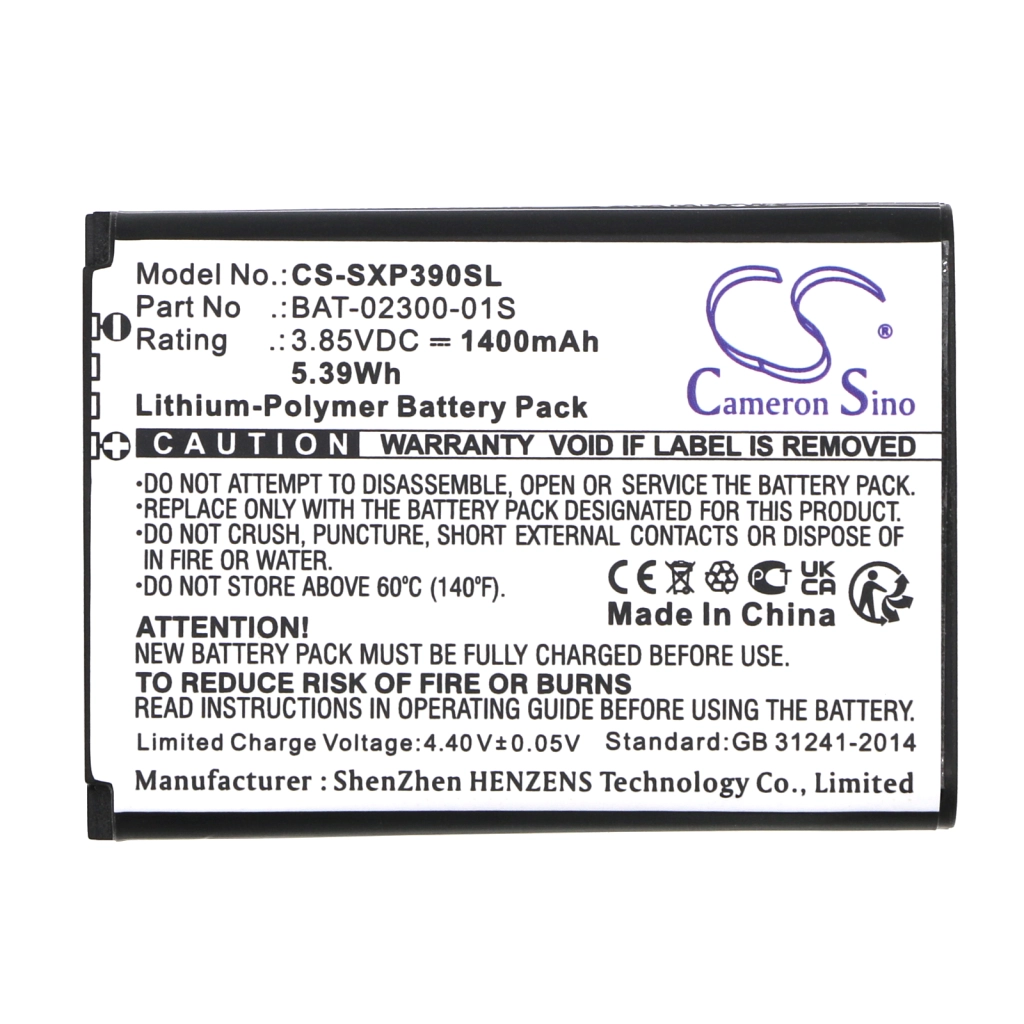 Model No.:CS-SXP390SL
Part No .:BAT-02300-01S
Rating .:3.85VDC ⎓ 1400mAh
5.39Wh
Lithium-Polymer Battery Pack
CS®
Cameron Sino
CAUTION WARRANTY VOID IF LABEL IS REMOVED
•DO NOT ATTEMPT TO DISASSEMBLE, OPEN OR SERVICE THE BATTERY PACK.
•REPLACE ONLY WITH THE BATTERY PACK DESIGNATED FOR THIS PRODUCT.
•DO NOT CRUSH, PUNCTURE, SHORT EXTERNAL CONTACTS OR DISPOSE OF
IN FIRE OR WATER.
•DO NOT STORE ABOVE 60°C (140°F).
CE PCT UK CA
Made In China
ATTENTION!
NEW BATTERY PACK MUST BE FULLY CHARGED BEFORE USE.
TO REDUCE RISK OF FIRE OR BURNS
READ INSTRUCTIONS IN OPERATING GUIDE BEFORE USING THE BATTERY.
Limited Charge Voltage:4.40V±0.05V Standard:GB 31241-2014
Manufacturer : ShenZhen HENZENS Technology Co., Limited